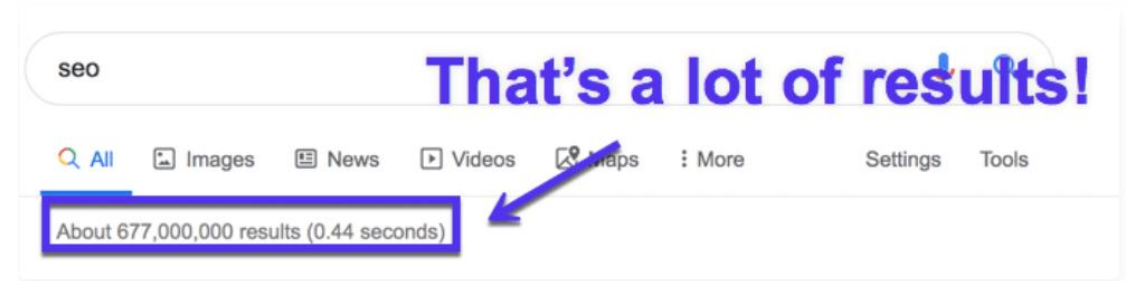 seo
That's a lot of results!
All Images News Videos Maps More Settings Tools
About 677,000,000 results (0.44 seconds)